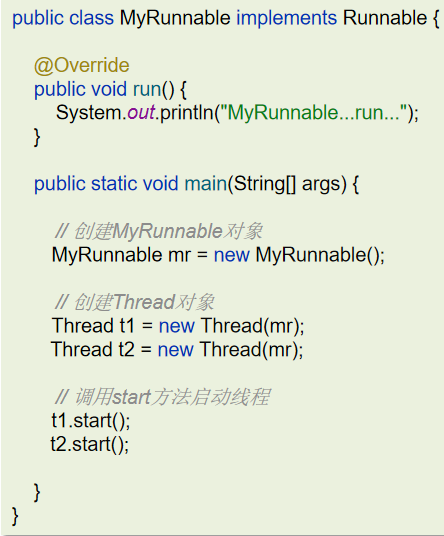 public class MyRunnable implements Runnable {
@Override
public void run() {
System.out.println("MyRunnable...run...");
}
public static void main(String[] args) {
// 创建MyRunnable对象
MyRunnable mr = new MyRunnable();
// 创建Thread对象
Thread t1 = new Thread(mr);
Thread t2 = new Thread(mr);
// 调用start方法启动线程
t1.start();
t2.start();
}
}